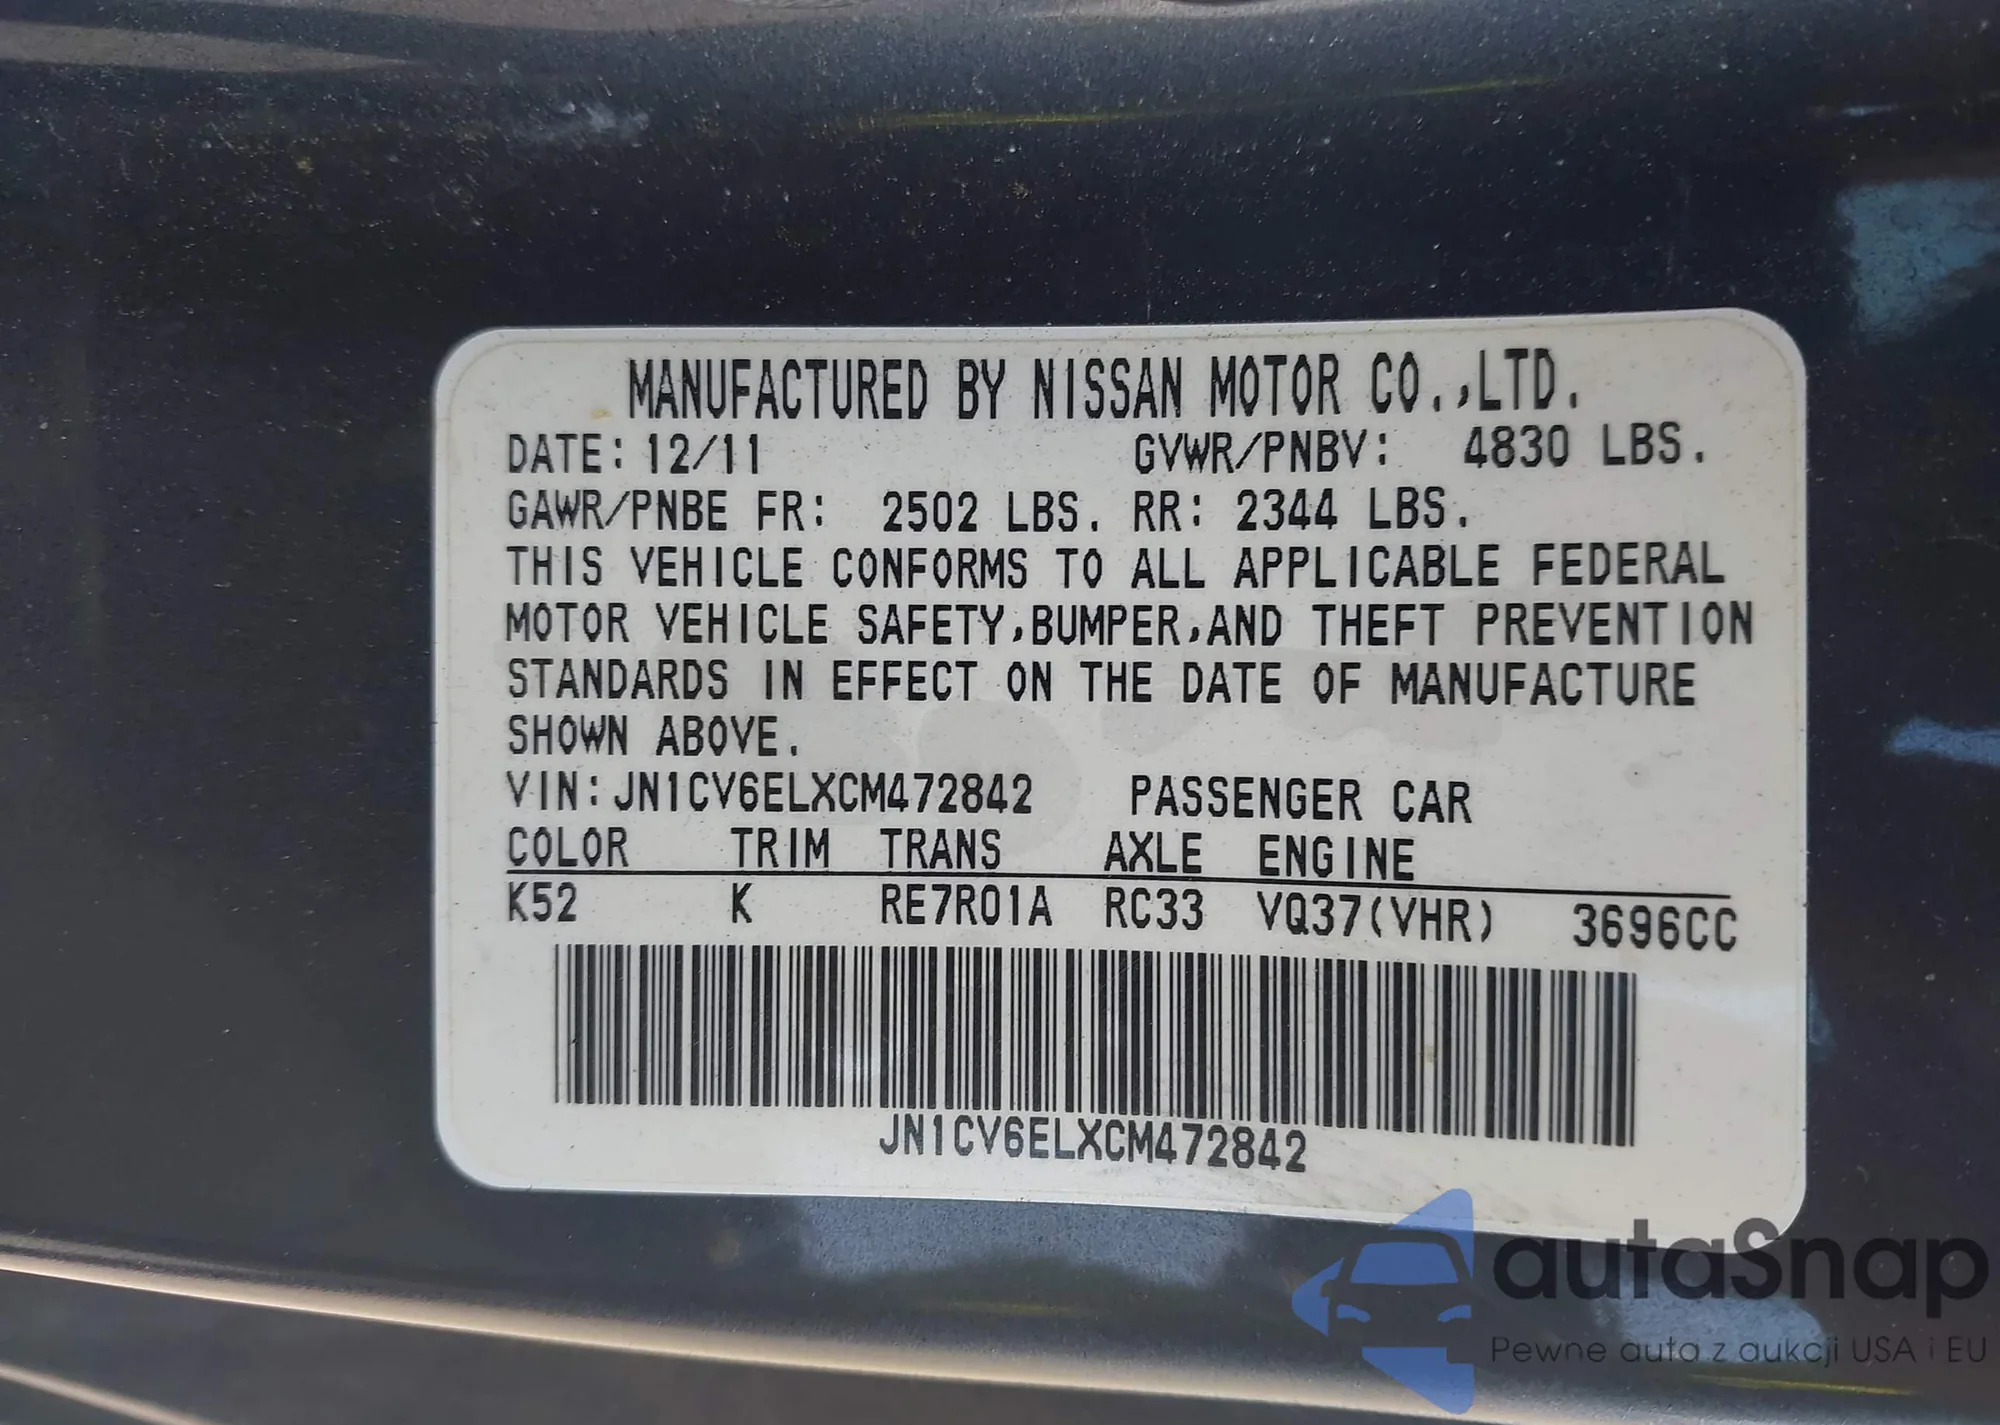 MANUFACTURED BY NISSAN MOTOR CO.,LTD.
DATE: 12/11 GVWR/PNBV: 4830 LBS.
GAWR/PNBE FR: 2502 LBS. RR: 2344 LBS.
THIS VEHICLE CONFORMS TO ALL APPLICABLE FEDERAL
MOTOR VEHICLE SAFETY,BUMPER,AND THEFT PREVENTION
STANDARDS IN EFFECT ON THE DATE OF MANUFACTURE
SHOWN ABOVE.
VIN:JN1CV6ELXCM472842 PASSENGER CAR
COLOR TRIM TRANS AXLE ENGINE
K52 K RE7R01A RC33 VQ37(VHR) 3696CC
JN1CV6ELXCM472842
autaSnap
Pewne auta z aukcji USA i EU